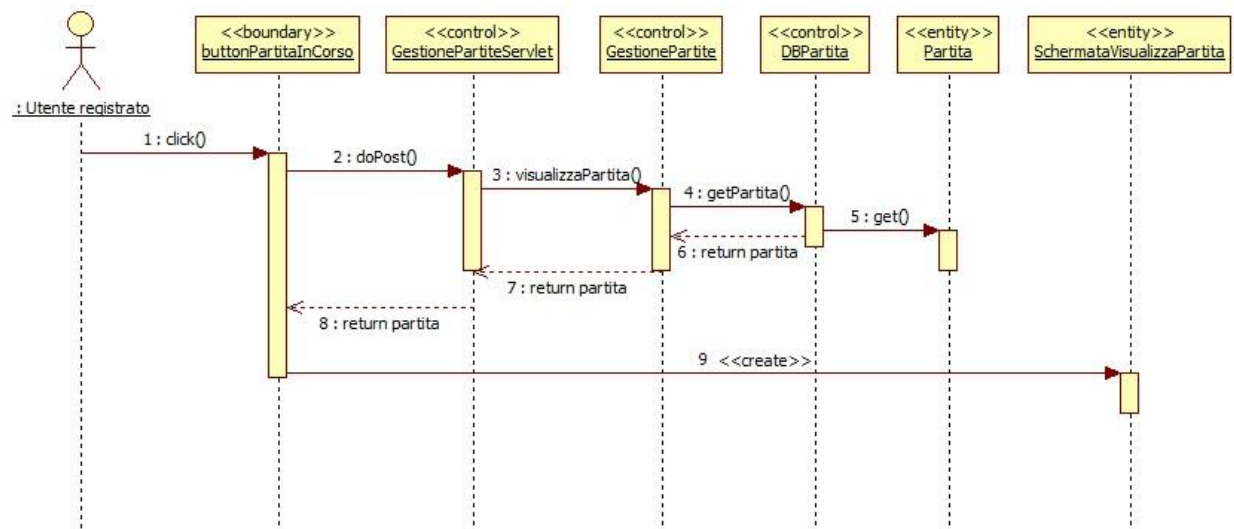 <<boundary>>
buttonPartitaInCorso
<<control>>
GestionePartiteServlet
<<control>>
GestionePartite
<<control>>
DBPartita
<<entity>>
Partita
<<entity>>
SchermataVisualizzaPartita
: Utente registrato
1 : click()
2 : doPost()
3 : visualizzaPartita()
4 : getPartita()
5 : get()
6 : return partita
7 : return partita
8 : return partita
9 <<create>>